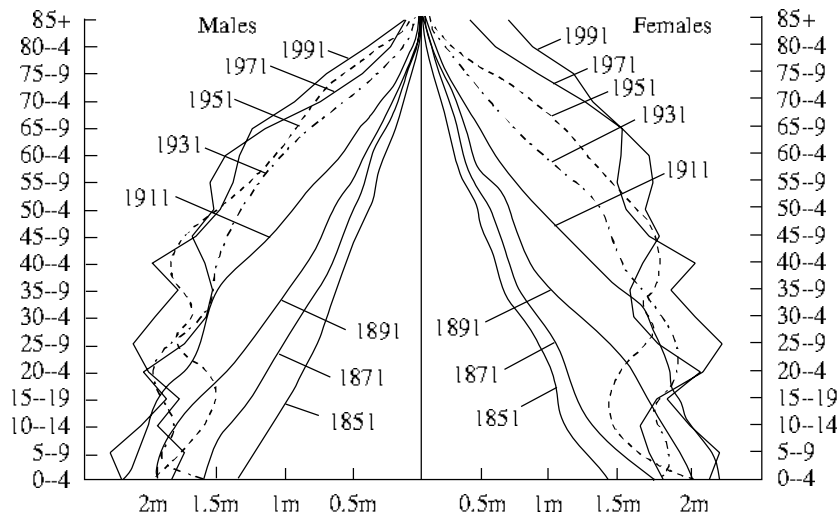 85+ Males Females 85+
80--4 1991 1991 80--4
75--9 1971 1971 75--9
70--4 1951 1951 70--4
65--9 1931 1931 65--9
60--4 60--4
55--9 1911 1911 55--9
50--4 50--4
45--9 45--9
40--4 40--4
35--9 35--9
30--4 1891 1891 30--4
25--9 25--9
20--4 1871 1871 20--4
15--19 1851 1851 15--19
10--14 10--14
5--9 5--9
0--4 0--4
2m 1.5m 1m 0.5m 0.5m 1m 1.5m 2m